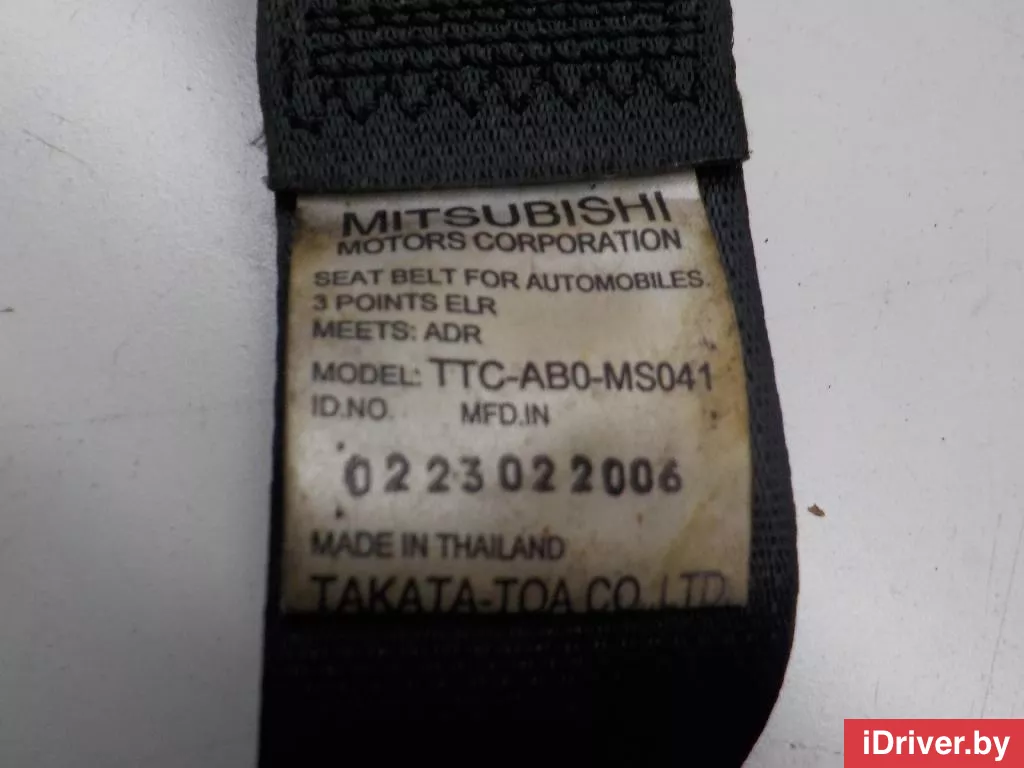 MITSUBISHI
MOTORS CORPORATION
SEAT BELT FOR AUTOMOBILES.
3 POINTS ELR
MEETS: ADR
MODEL: TTC-AB0-MS041
ID.NO. MFD.IN
0223022006
MADE IN THAILAND
TAKATA-TOA CO.,LTD.
iDriver.by